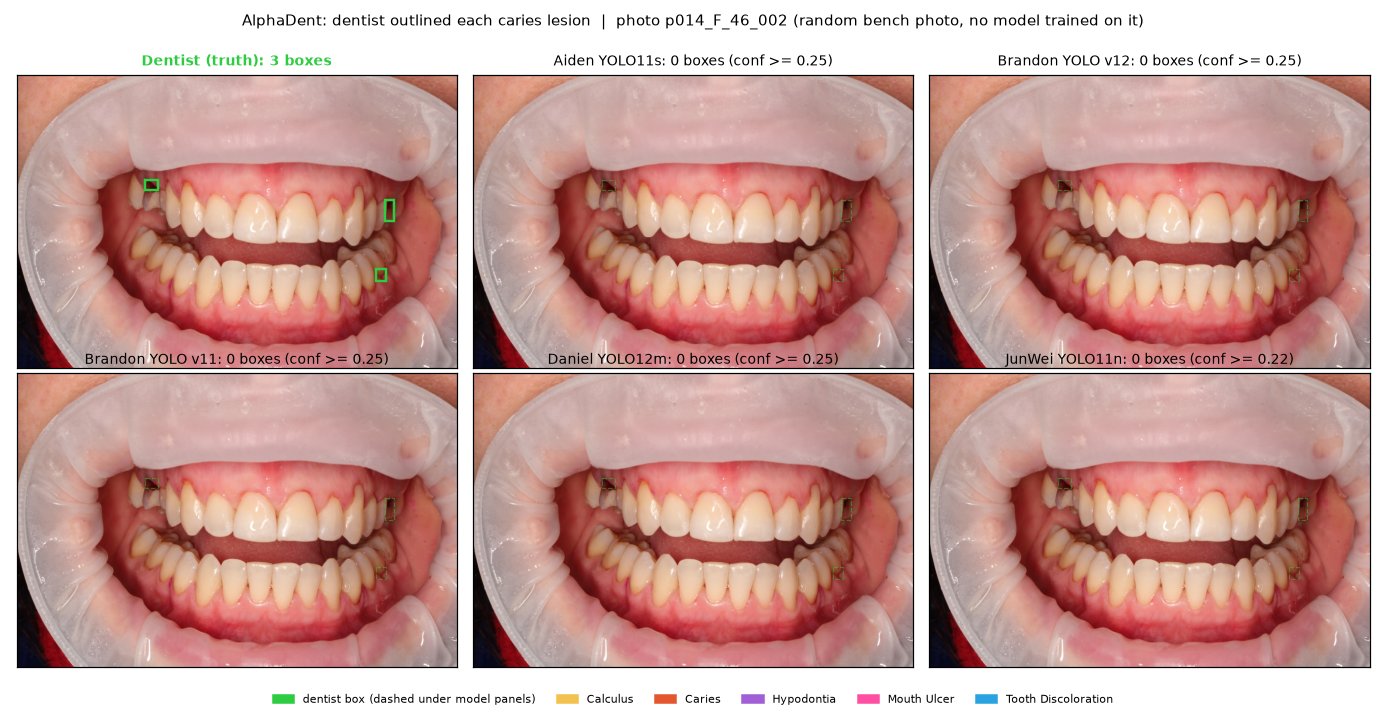 AlphaDent: dentist outlined each caries lesion | photo p014_F_46_002 (random bench photo, no model trained on it)
Dentist (truth): 3 boxes
Aiden YOLO11s: 0 boxes (conf >= 0.25)
Brandon YOLO v12: 0 boxes (conf >= 0.25)
Brandon YOLO v11: 0 boxes (conf >= 0.25)
Daniel YOLO12m: 0 boxes (conf >= 0.25)
JunWei YOLO11n: 0 boxes (conf >= 0.22)
dentist box (dashed under model panels)
Calculus
Caries
Hypodontia
Mouth Ulcer
Tooth Discoloration